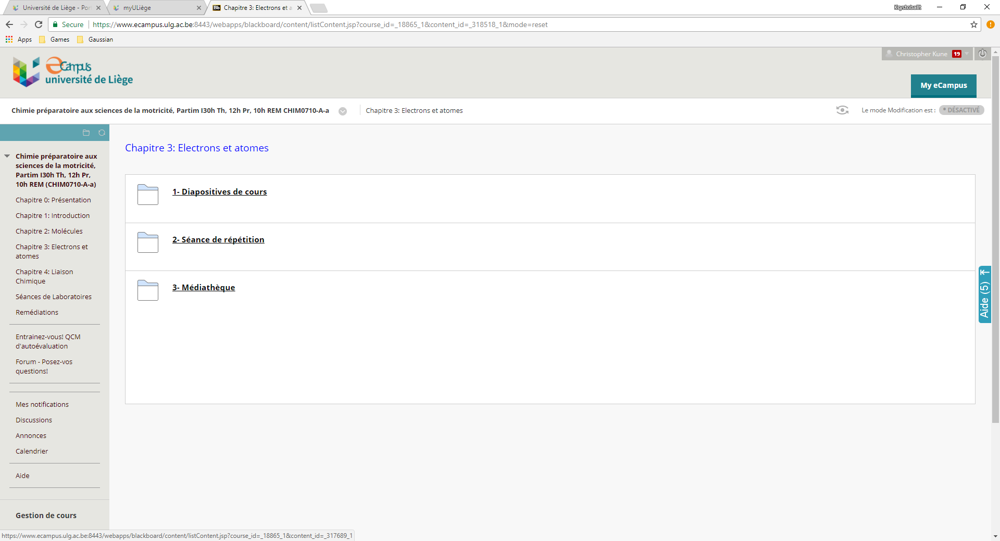 Université de Liège - Por
myULiège
Chapitre 3: Electrons et a
Krystoballt
Secure
https://www.ecampus.ulg.ac.be:8443/webapps/blackboard/content/listContent.jsp?course_id=_18865_1&content_id=_318518_1&mode=reset
Apps
Games
Gaussian
Christopher Kune 19
eCampus
université de Liège
My eCampus
Chimie préparatoire aux sciences de la motricité, Partim I30h Th, 12h Pr, 10h REM CHIM0710-A-a
Chapitre 3: Electrons et atomes
Le mode Modification est :
DÉSACTIVÉ
Chimie préparatoire aux
sciences de la motricité,
Partim I30h Th, 12h Pr,
10h REM (CHIM0710-A-a)
Chapitre 0: Présentation
Chapitre 1: Introduction
Chapitre 2: Molécules
Chapitre 3: Electrons et
atomes
Chapitre 4: Liaison
Chimique
Séances de Laboratoires
Remédiations
Entrainez-vous! QCM
d'autoévaluation
Forum - Posez-vos
questions!
Mes notifications
Discussions
Annonces
Calendrier
Aide
Gestion de cours
Chapitre 3: Electrons et atomes
1- Diapositives de cours
2- Séance de répétition
3- Médiathèque
Aide (5)
https://www.ecampus.ulg.ac.be:8443/webapps/blackboard/content/listContent.jsp?course_id=_18865_1&content_id=_317689_1